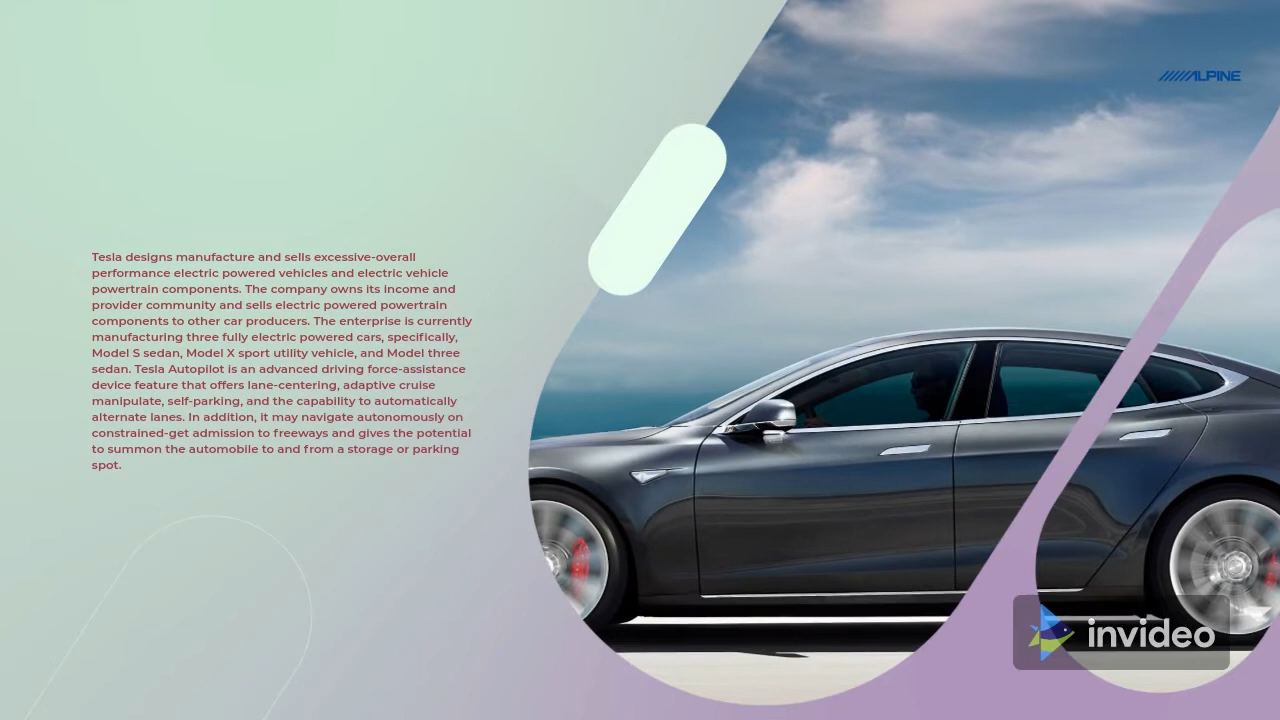 ALPINE
Tesla designs manufacture and sells excessive-overall
performance electric powered vehicles and electric vehicle
powertrain components. The company owns its income and
provider community and sells electric powered powertrain
components to other car producers. The enterprise is currently
manufacturing three fully electric powered cars, specifically,
Model S sedan, Model X sport utility vehicle, and Model three
sedan. Tesla Autopilot is an advanced driving force-assistance
device feature that offers lane-centering, adaptive cruise
manipulate, self-parking, and the capability to automatically
alternate lanes. In addition, it may navigate autonomously on
constrained-get admission to freeways and gives the potential
to summon the automobile to and from a storage or parking
spot.
invideo